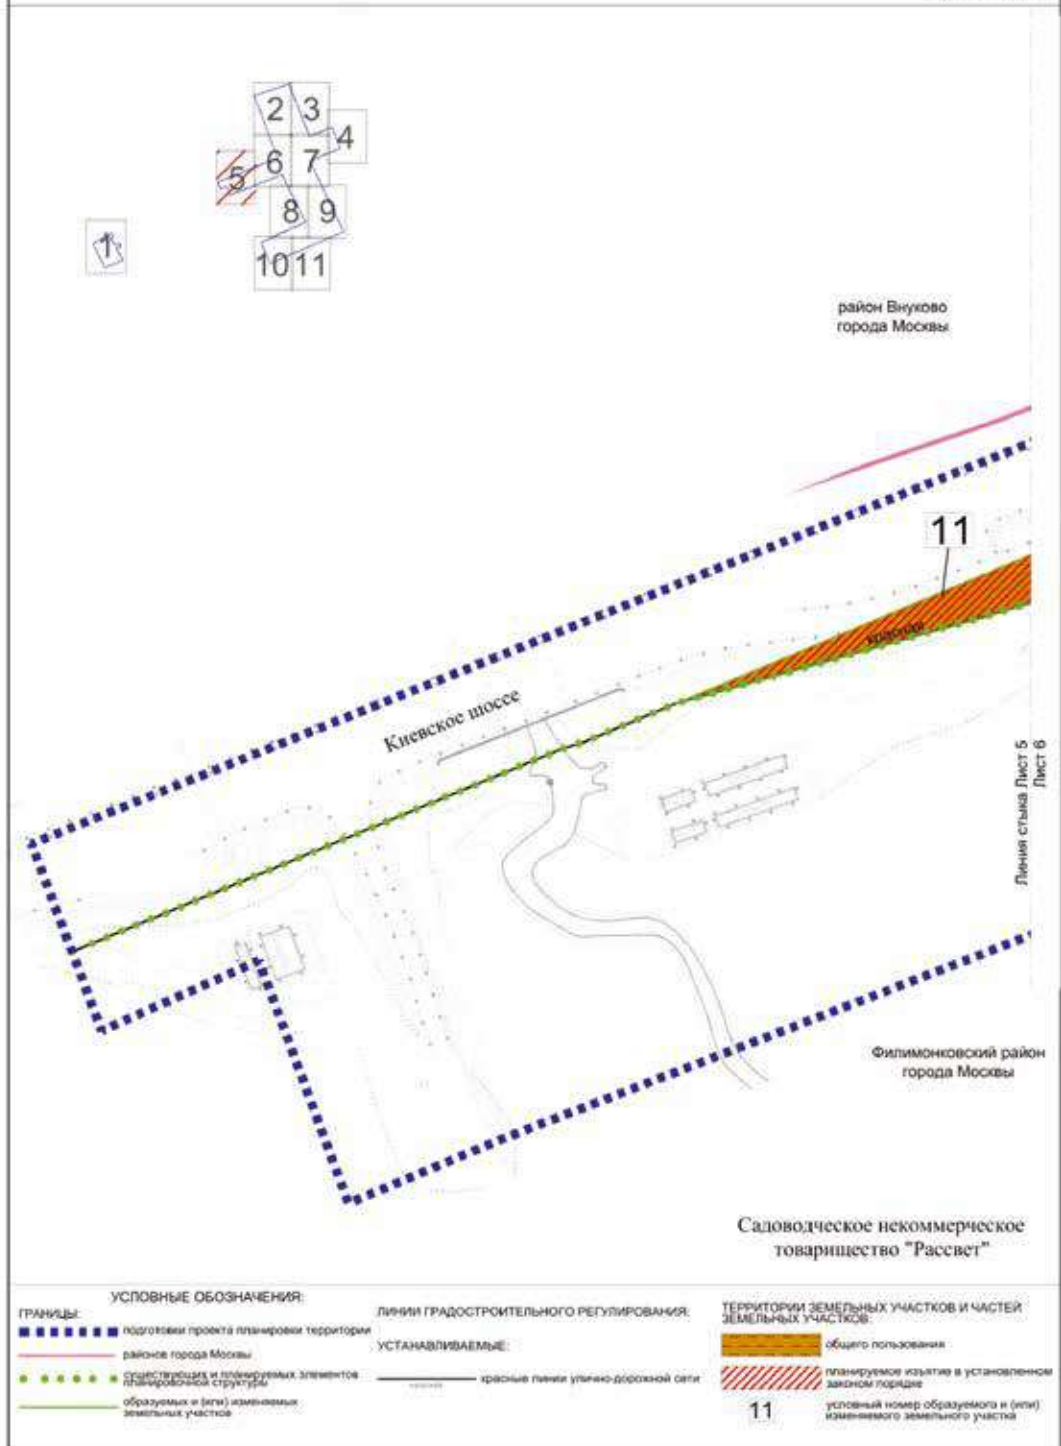 2 3
4
6 7
5
8 9
1
10 11
район Внуково
города Москвы
11
красная
Киевское шоссе
Линия стыка Лист 5
Лист 6
Филимонковский район
города Москвы
Садоводческое некоммерческое
товарищество "Рассвет"
УСЛОВНЫЕ ОБОЗНАЧЕНИЯ:
ГРАНИЦЫ:
подготовки проекта планировки территории
районов города Москвы
существующих и планируемых элементов
планировочной структуры
образуемых и (или) изменяемых
земельных участков
ЛИНИИ ГРАДОСТРОИТЕЛЬНОГО РЕГУЛИРОВАНИЯ:
УСТАНАВЛИВАЕМЫЕ:
красная
красные линии улично-дорожной сети
ТЕРРИТОРИИ ЗЕМЕЛЬНЫХ УЧАСТКОВ И ЧАСТЕЙ
ЗЕМЕЛЬНЫХ УЧАСТКОВ:
общего пользования
планируемое изъятие в установленном
законом порядке
11
условный номер образуемого и (или)
изменяемого земельного участка